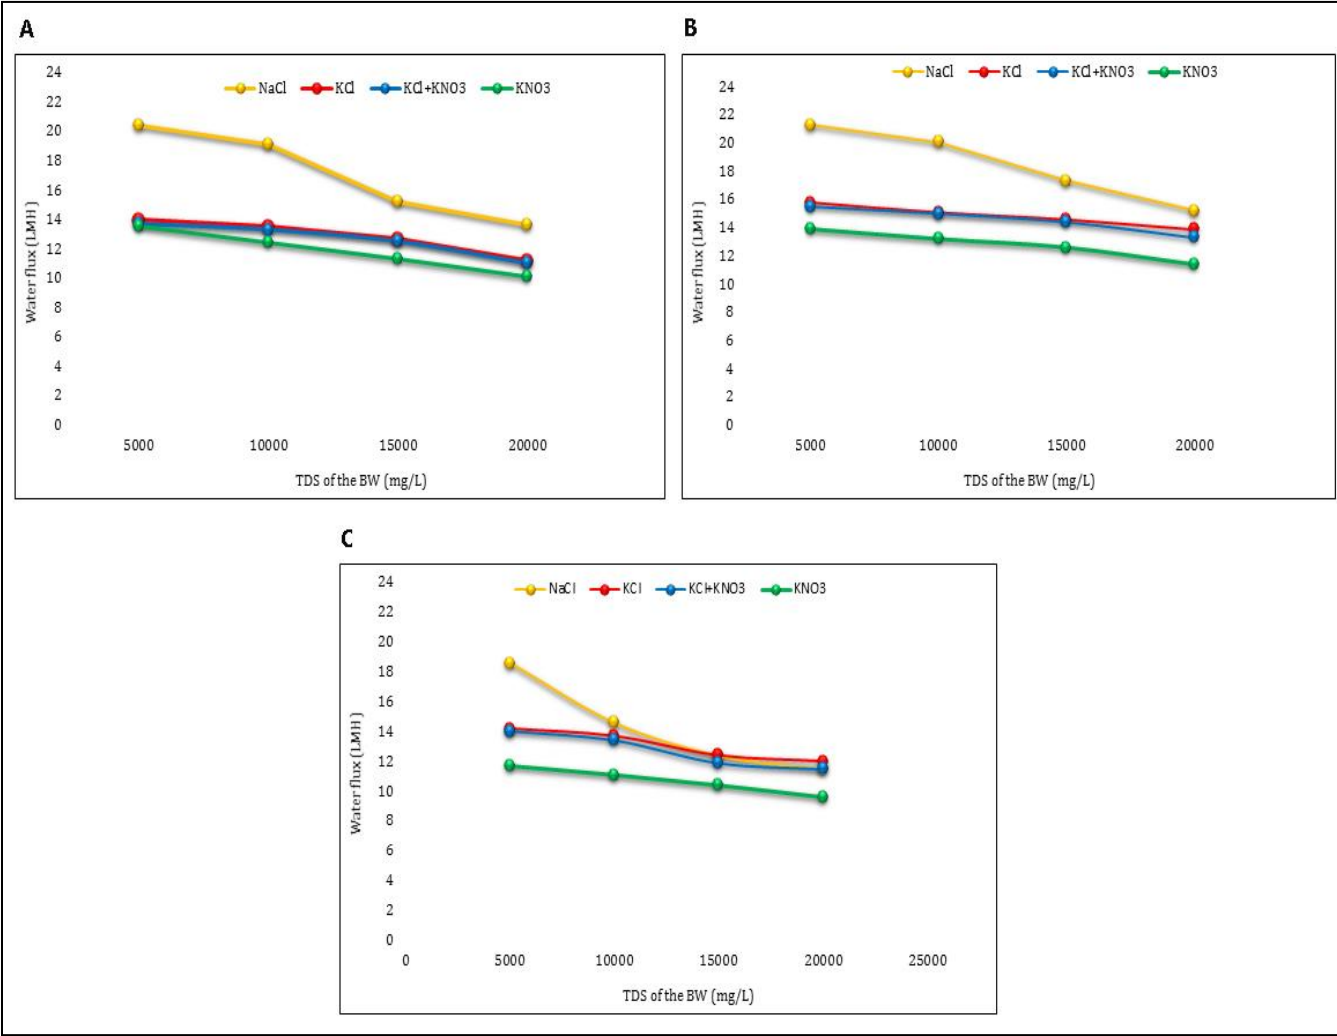 A
24
22
20
18
16
14
12
10
8
6
4
2
0
NaCl KCl KCl+KNO3 KNO3
Water flux (LMH)
5000 10000 15000 20000
TDS of the BW (mg/L)
B
24
22
20
18
16
14
12
10
8
6
4
2
0
NaCl KCl KCl+KNO3 KNO3
Water flux (LMH)
5000 10000 15000 20000
TDS of the BW (mg/L)
C
24
22
20
18
16
14
12
10
8
6
4
2
0
NaCl KCl KCl+KNO3 KNO3
Water flux (LMH)
0 5000 10000 15000 20000 25000
TDS of the BW (mg/L)